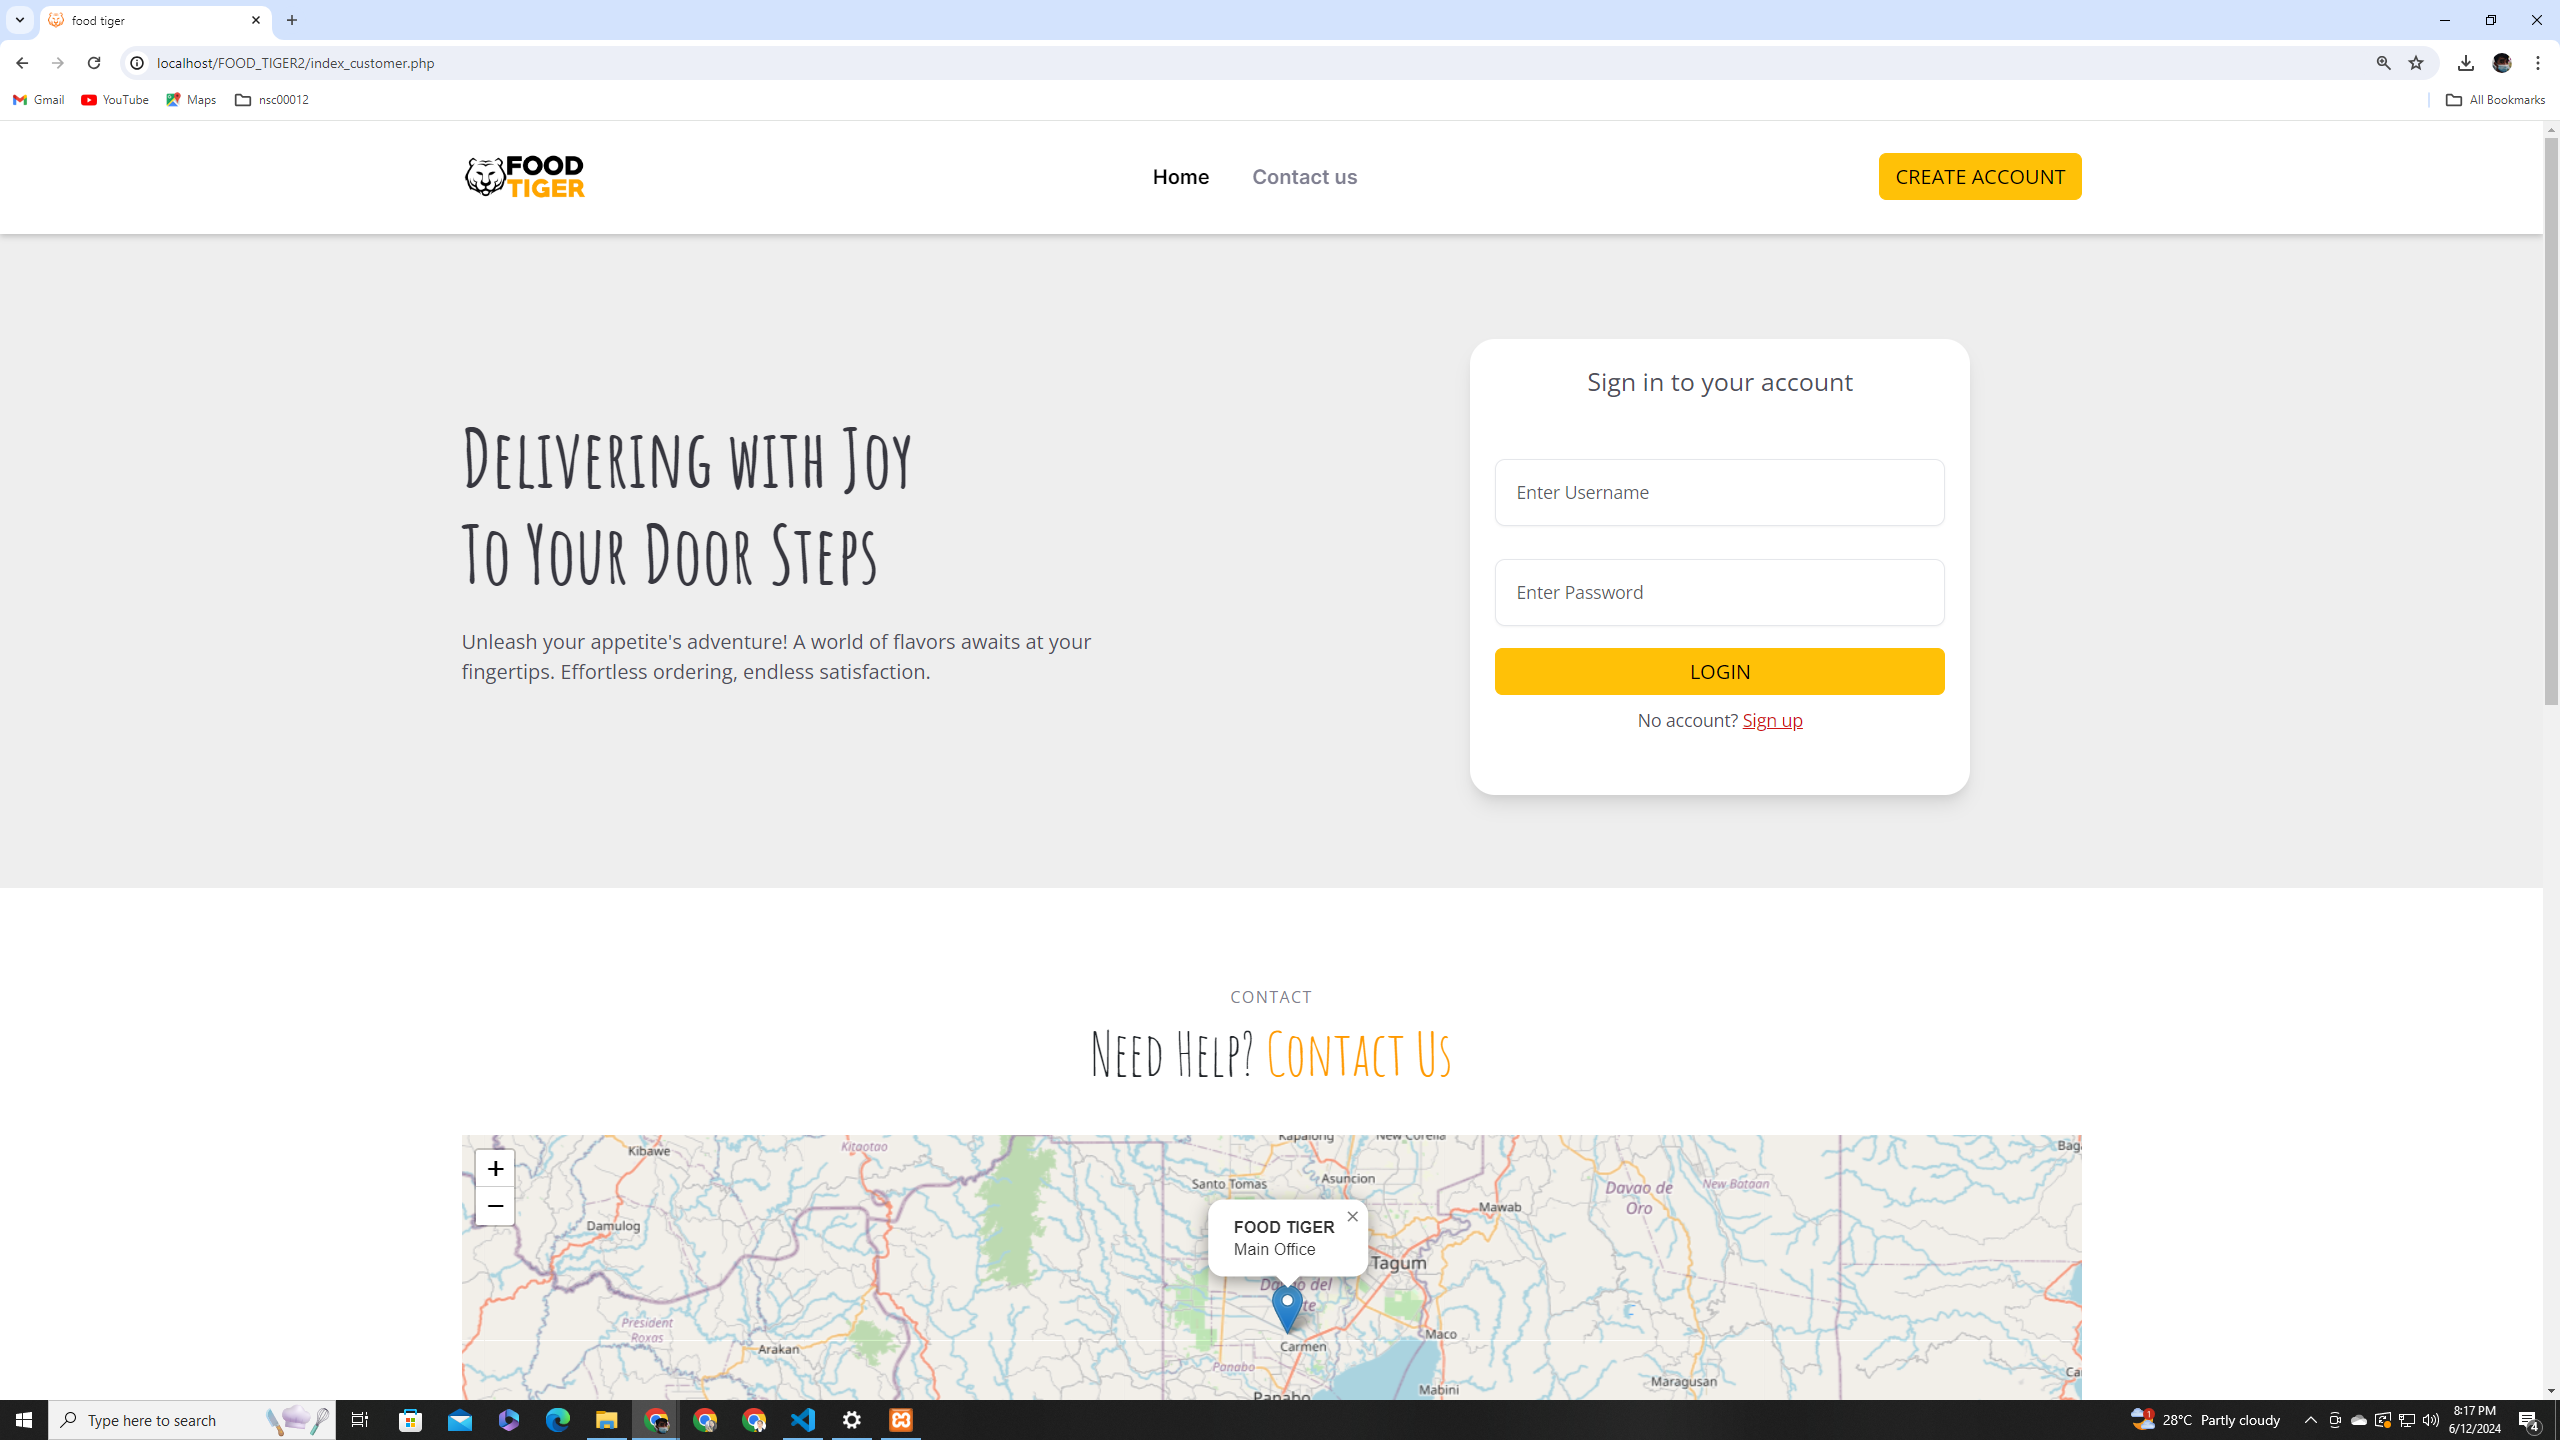 food tiger
localhost/FOOD_TIGER2/index_customer.php
Gmail
YouTube
Maps
nsc00012
All Bookmarks
FOOD
TIGER
Home
Contact us
CREATE ACCOUNT
Delivering with Joy
To Your Door Steps
Unleash your appetite's adventure! A world of flavors awaits at your
fingertips. Effortless ordering, endless satisfaction.
Sign in to your account
Enter Username
Enter Password
LOGIN
No account? Sign up
CONTACT
Need Help? Contact Us
+
−
Kibawe
Kitaotao
Kapalong
New Corella
Santo Tomas
Asuncion
Mawab
Davao de
Oro
New Bataan
Damulog
FOOD TIGER
Main Office
×
Tagum
President
Roxas
Arakan
Carmen
Maco
Panabo
Panabo
Mabini
Maragusan
Type here to search
1
28°C Partly cloudy
8:17 PM
6/12/2024
4